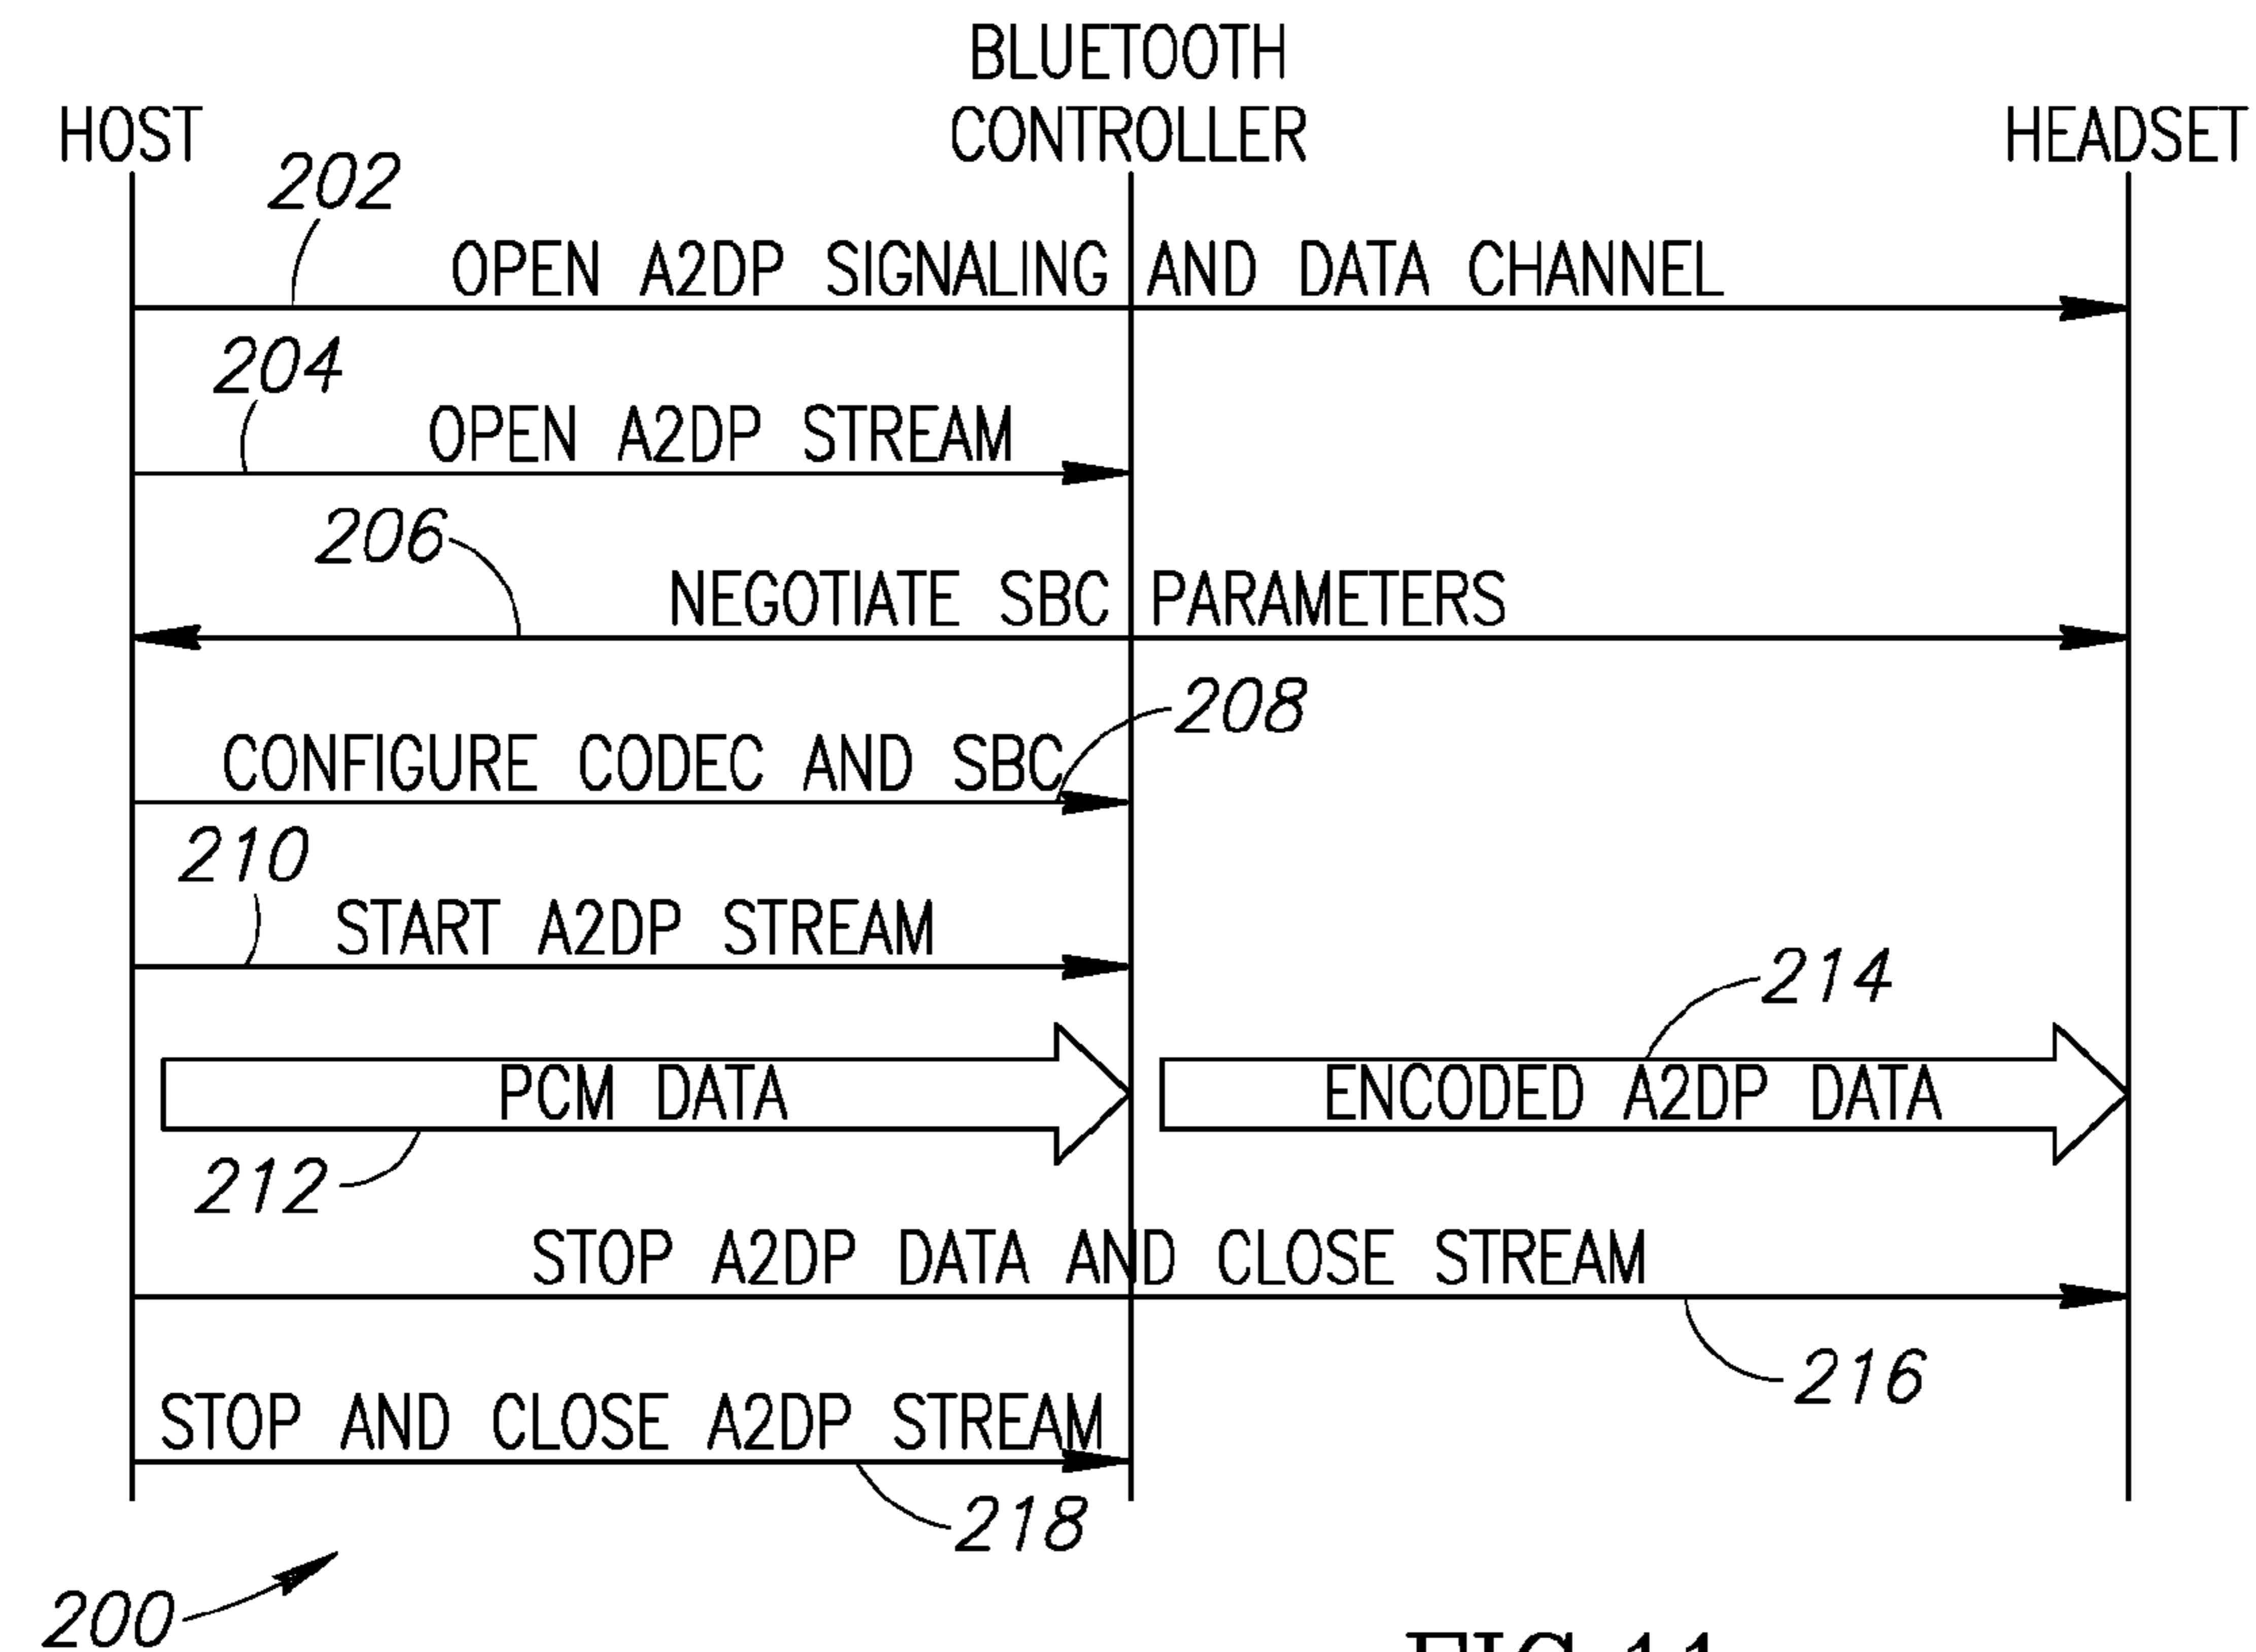 BLUETOOTH
HOST CONTROLLER HEADSET
202
OPEN A2DP SIGNALING AND DATA CHANNEL
204
OPEN A2DP STREAM
206
NEGOTIATE SBC PARAMETERS
208
CONFIGURE CODEC AND SBC
210
START A2DP STREAM
214
PCM DATA ENCODED A2DP DATA
212
STOP A2DP DATA AND CLOSE STREAM
216
STOP AND CLOSE A2DP STREAM
218
200
FIG.11